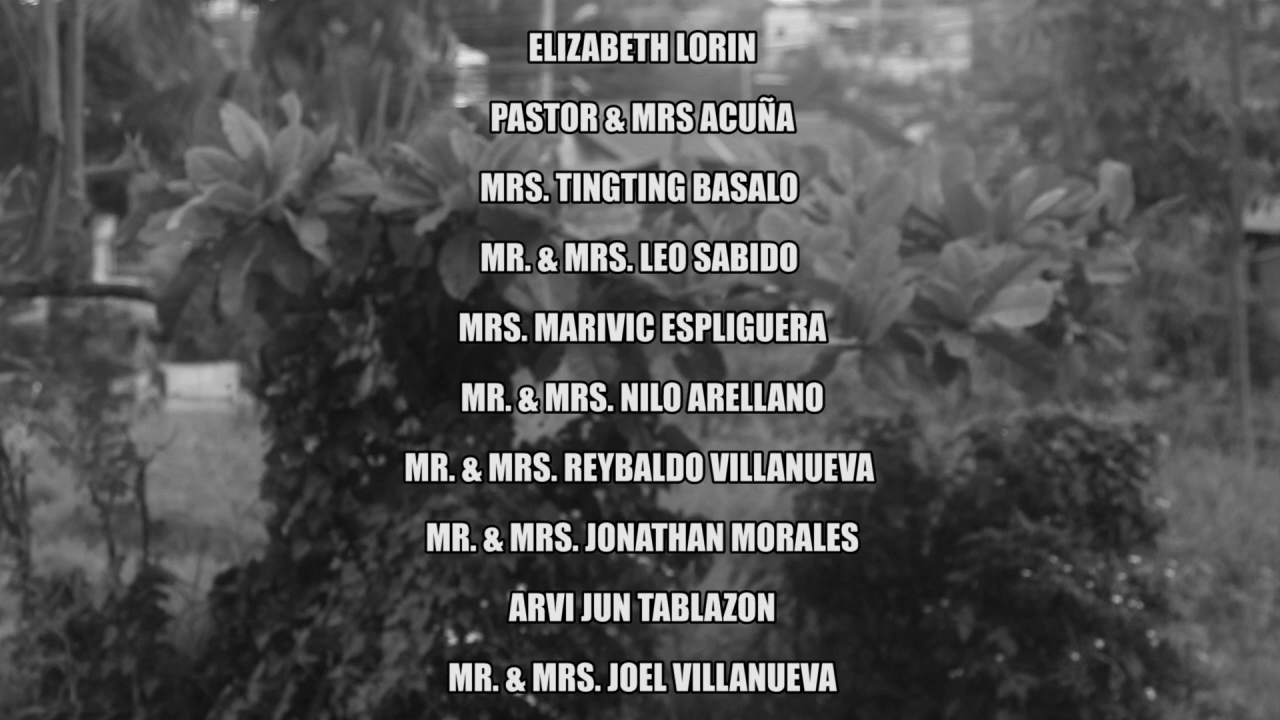 ELIZABETH LORIN
PASTOR & MRS ACUÑA
MRS. TINGTING BASALO
MR. & MRS. LEO SABIDO
MRS. MARIVIC ESPLIGUERA
MR. & MRS. NILO ARELLANO
MR. & MRS. REYBALDO VILLANUEVA
MR. & MRS. JONATHAN MORALES
ARVI JUN TABLAZON
MR. & MRS. JOEL VILLANUEVA